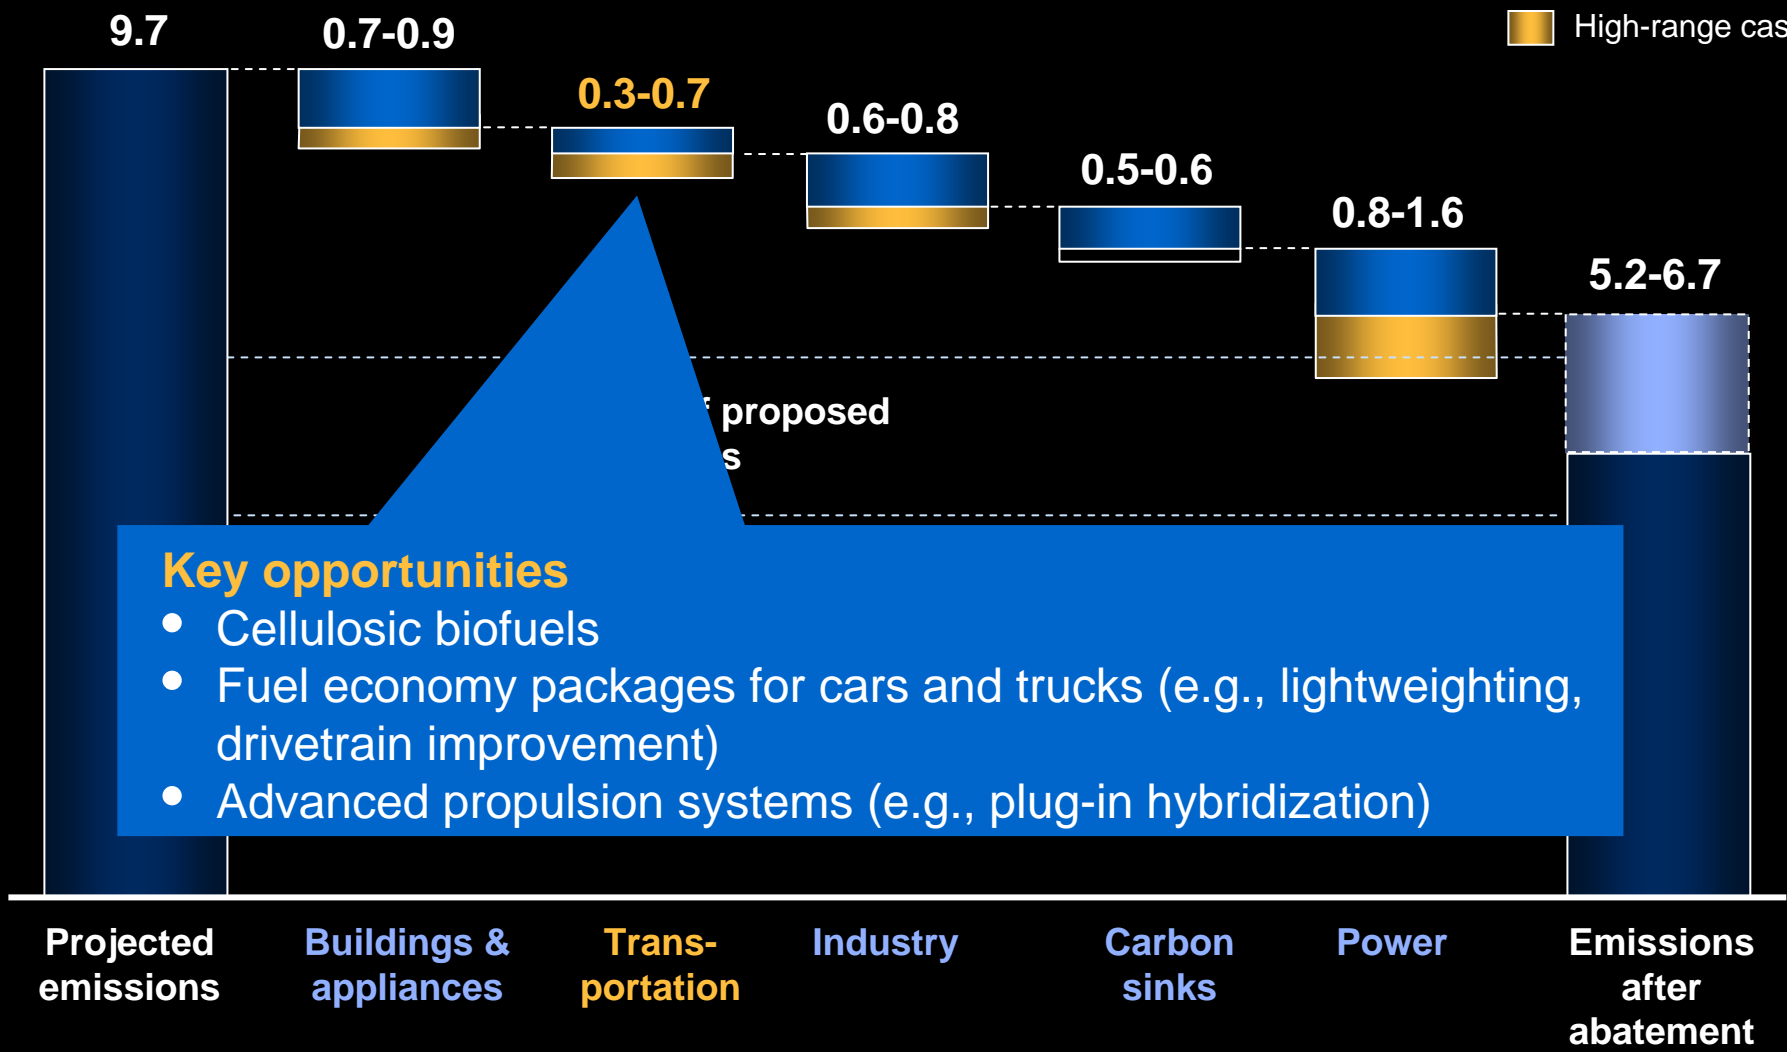 High-range
9.7
0.7-0.9
0.3-0.7
0.6-0.8
0.5-0.6
0.8-1.6
5.2-6.7
proposed
Key opportunities
• Cellulosic biofuels
• Fuel economy packages for cars and trucks (e.g., lightweighting,
drivetrain improvement)
• Advanced propulsion systems (e.g., plug-in hybridization)
Projected
emissions
Buildings &
appliances
Trans-
portation
Industry
Carbon
sinks
Power
Emissions
after
abatement